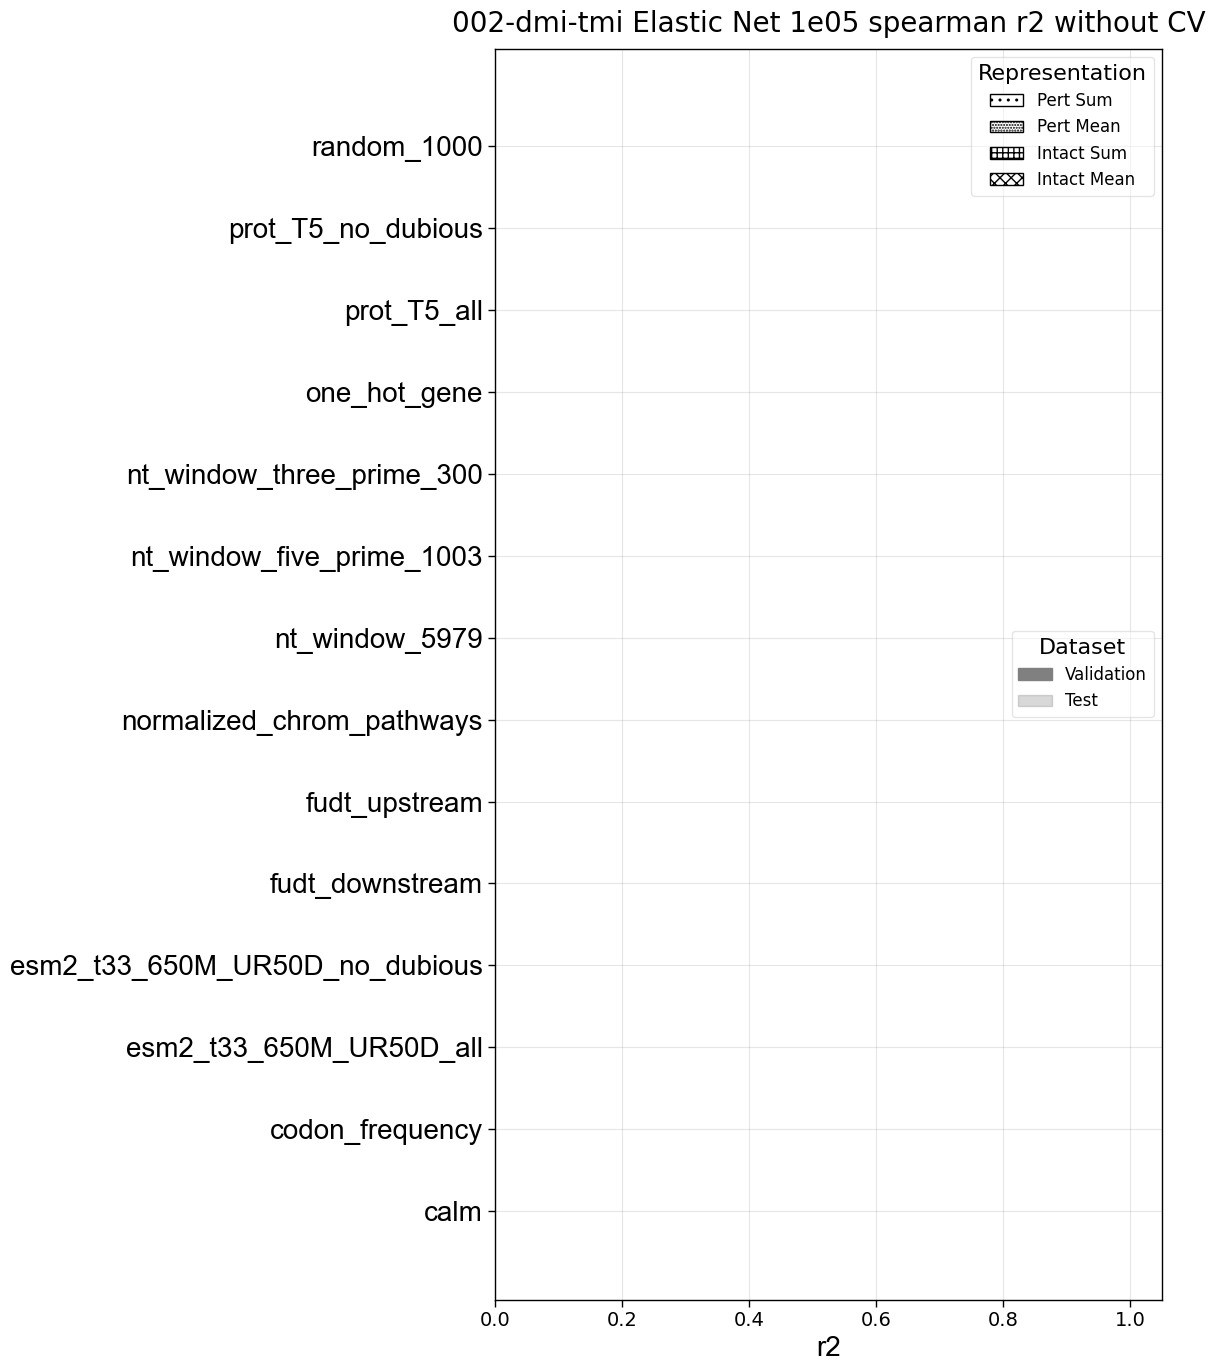 002-dmi-tmi Elastic Net 1e05 spearman r2 without CV
Representation
Pert Sum
Pert Mean
Intact Sum
Intact Mean
random_1000
prot_T5_no_dubious
prot_T5_all
one_hot_gene
nt_window_three_prime_300
nt_window_five_prime_1003
nt_window_5979
Dataset
Validation
Test
normalized_chrom_pathways
fudt_upstream
fudt_downstream
esm2_t33_650M_UR50D_no_dubious
esm2_t33_650M_UR50D_all
codon_frequency
calm
0.0 0.2 0.4 0.6 0.8 1.0
r2